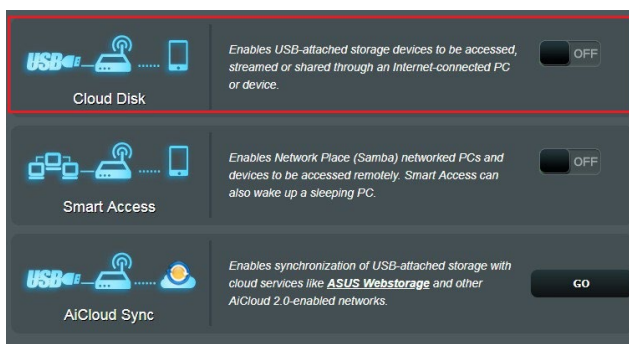 Enables USB-attached storage devices to be accessed,
streamed or shared through an Internet-connected PC
or device.
OFF
USB
Cloud Disk
Enables Network Place (Samba) networked PCs and
devices to be accessed remotely. Smart Access can
also wake up a sleeping PC.
OFF
Smart Access
Enables synchronization of USB-attached storage with
cloud services like ASUS Webstorage and other
AiCloud 2.0-enabled networks.
GO
USB
AiCloud Sync